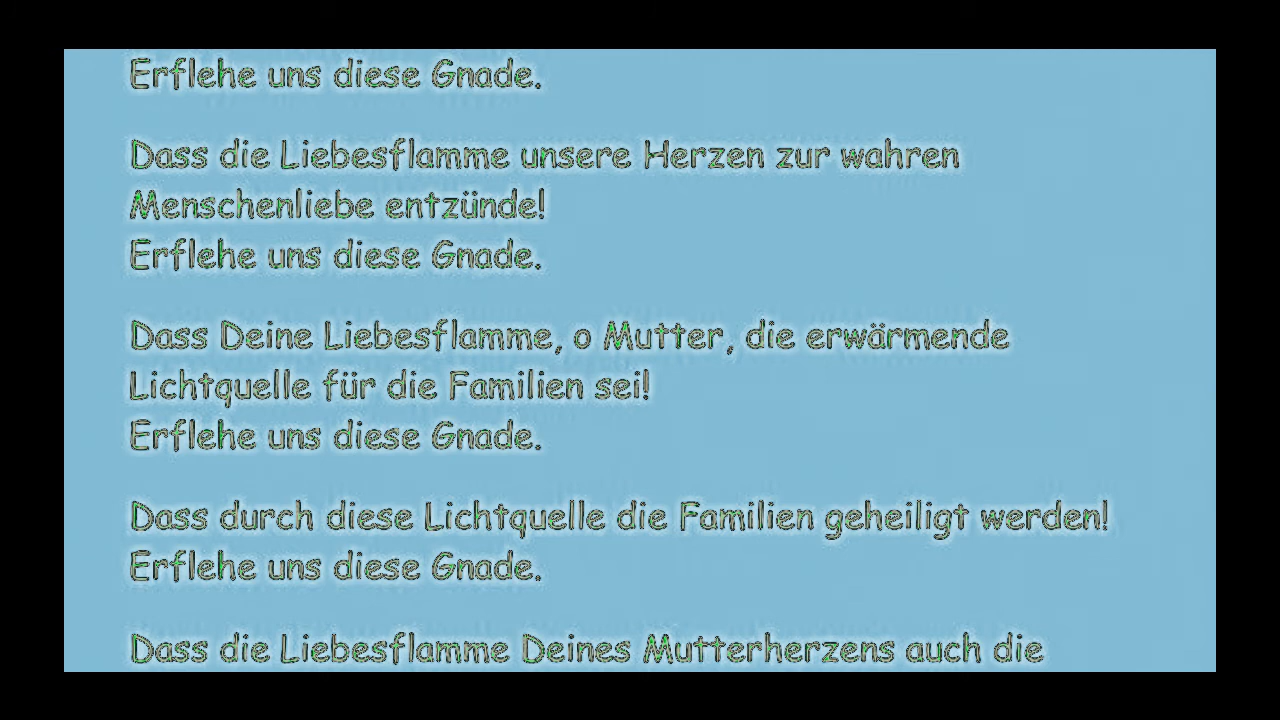 Erflehe uns diese Gnade.
Dass die Liebesflamme unsere Herzen zur wahren
Menschenliebe entzünde!
Erflehe uns diese Gnade.
Dass Deine Liebesflamme, o Mutter, die erwärmende
Lichtquelle für die Familien sei!
Erflehe uns diese Gnade.
Dass durch diese Lichtquelle die Familien geheiligt werden!
Erflehe uns diese Gnade.
Dass die Liebesflamme Deines Mutterherzens auch die